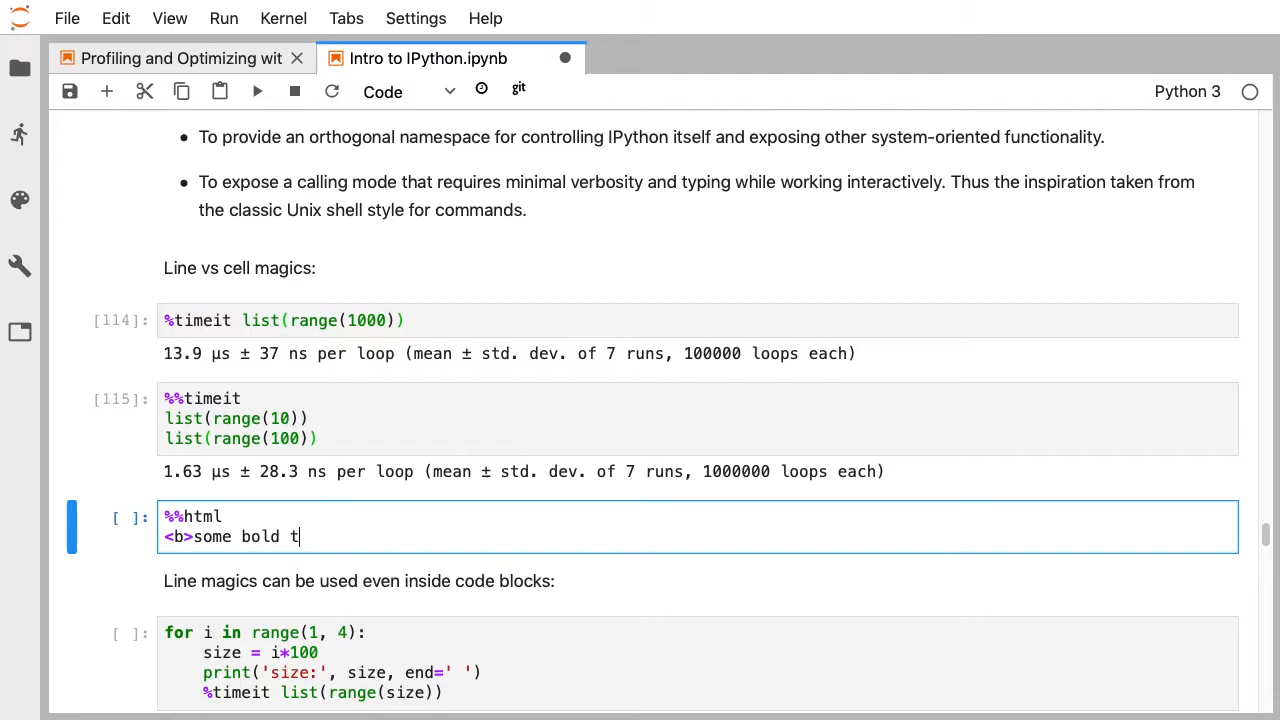 File Edit View Run Kernel Tabs Settings Help
Profiling and Optimizing wit
Intro to IPython.ipynb
Code
git
Python 3
• To provide an orthogonal namespace for controlling IPython itself and exposing other system-oriented functionality.
• To expose a calling mode that requires minimal verbosity and typing while working interactively. Thus the inspiration taken from
the classic Unix shell style for commands.
Line vs cell magics:
[114]: %timeit list(range(1000))
13.9 µs ± 37 ns per loop (mean ± std. dev. of 7 runs, 100000 loops each)
[115]: %%timeit
list(range(10))
list(range(100))
1.63 µs ± 28.3 ns per loop (mean ± std. dev. of 7 runs, 1000000 loops each)
[ ]: %%html
<b>some bold t
Line magics can be used even inside code blocks:
[ ]: for i in range(1, 4):
    size = i*100
    print('size:', size, end=' ')
    %timeit list(range(size))